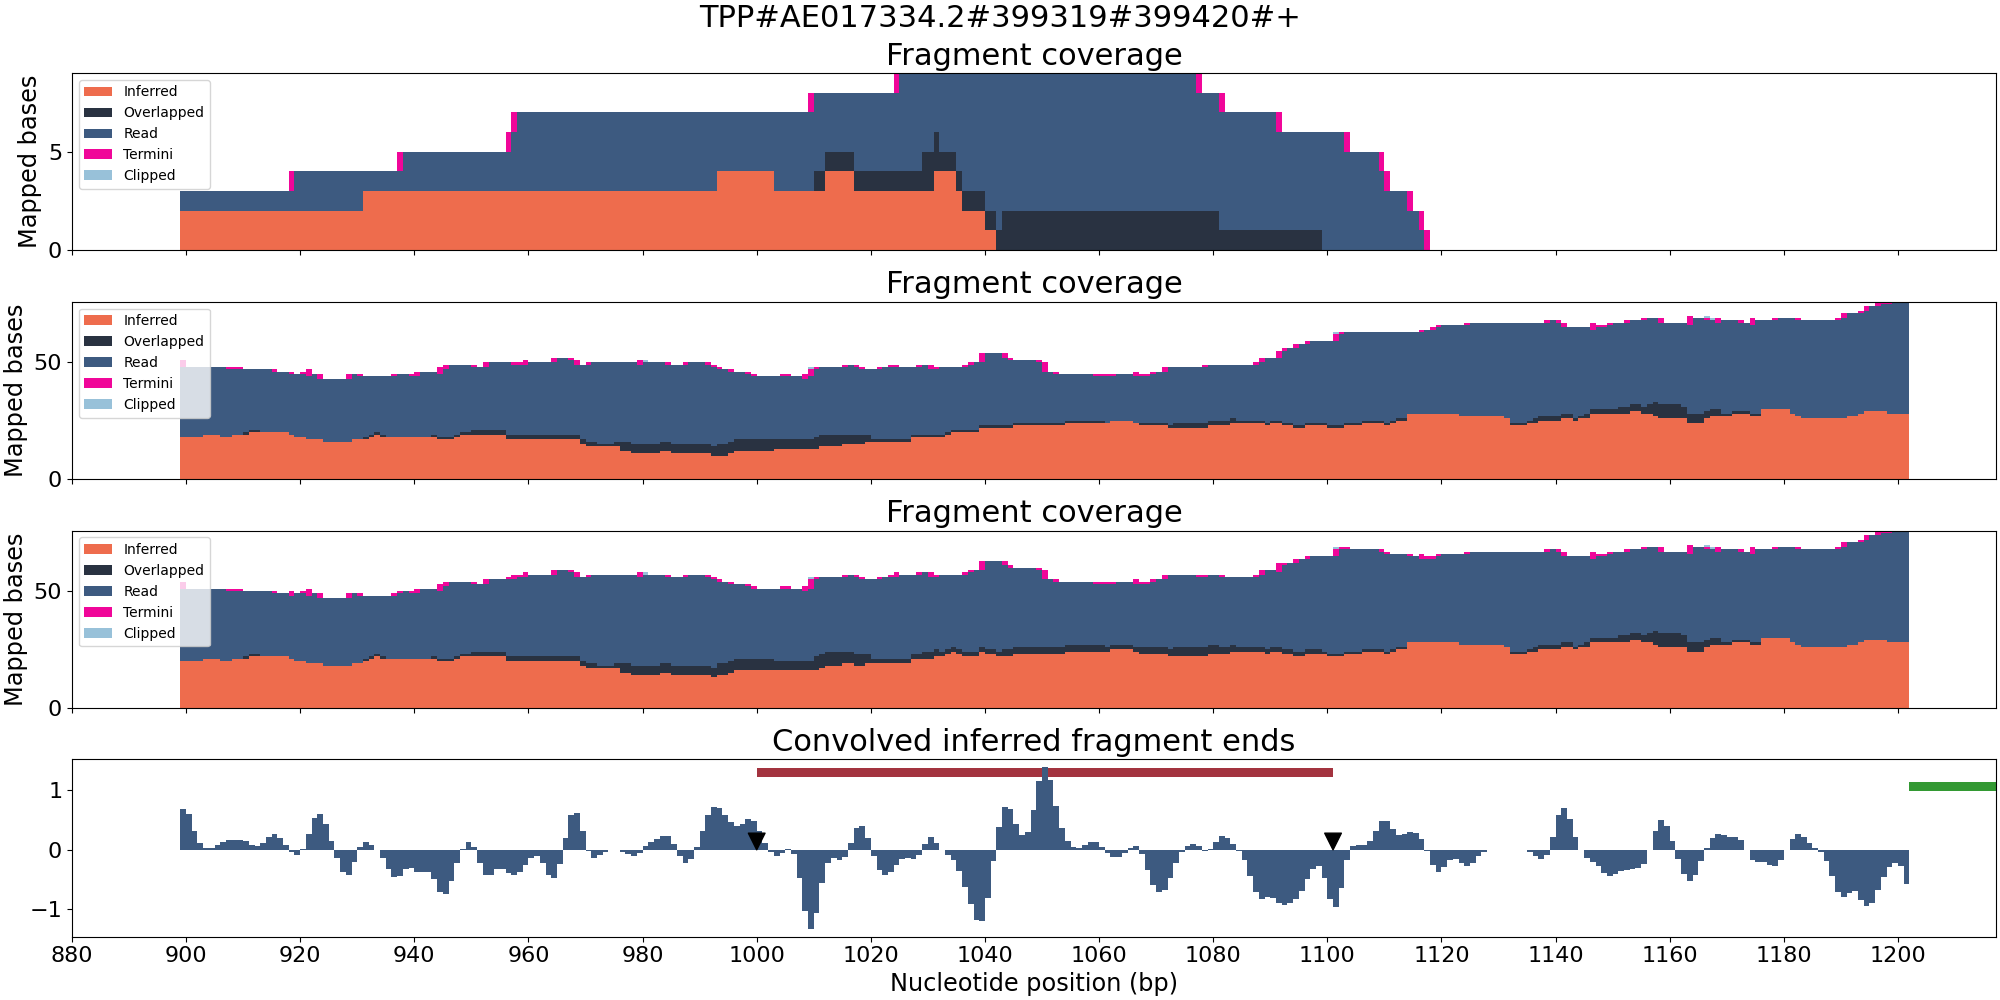 TPP#AE017334.2#399319#399420#+
Fragment coverage
Mapped bases
5
0
Inferred
Overlapped
Read
Termini
Clipped
Fragment coverage
Mapped bases
50
0
Inferred
Overlapped
Read
Termini
Clipped
Fragment coverage
Mapped bases
50
0
Inferred
Overlapped
Read
Termini
Clipped
Convolved inferred fragment ends
1
0
−1
880 900 920 940 960 980 1000 1020 1040 1060 1080 1100 1120 1140 1160 1180 1200
Nucleotide position (bp)